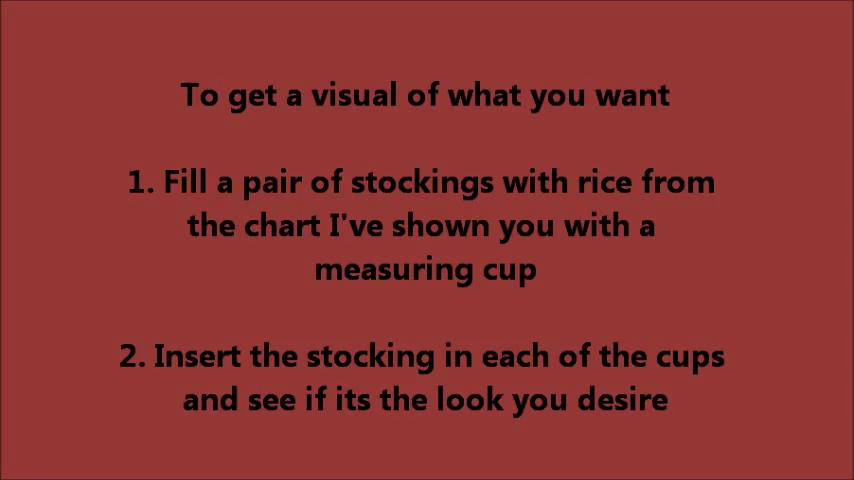 To get a visual of what you want
1. Fill a pair of stockings with rice from
the chart I've shown you with a
measuring cup
2. Insert the stocking in each of the cups
and see if its the look you desire